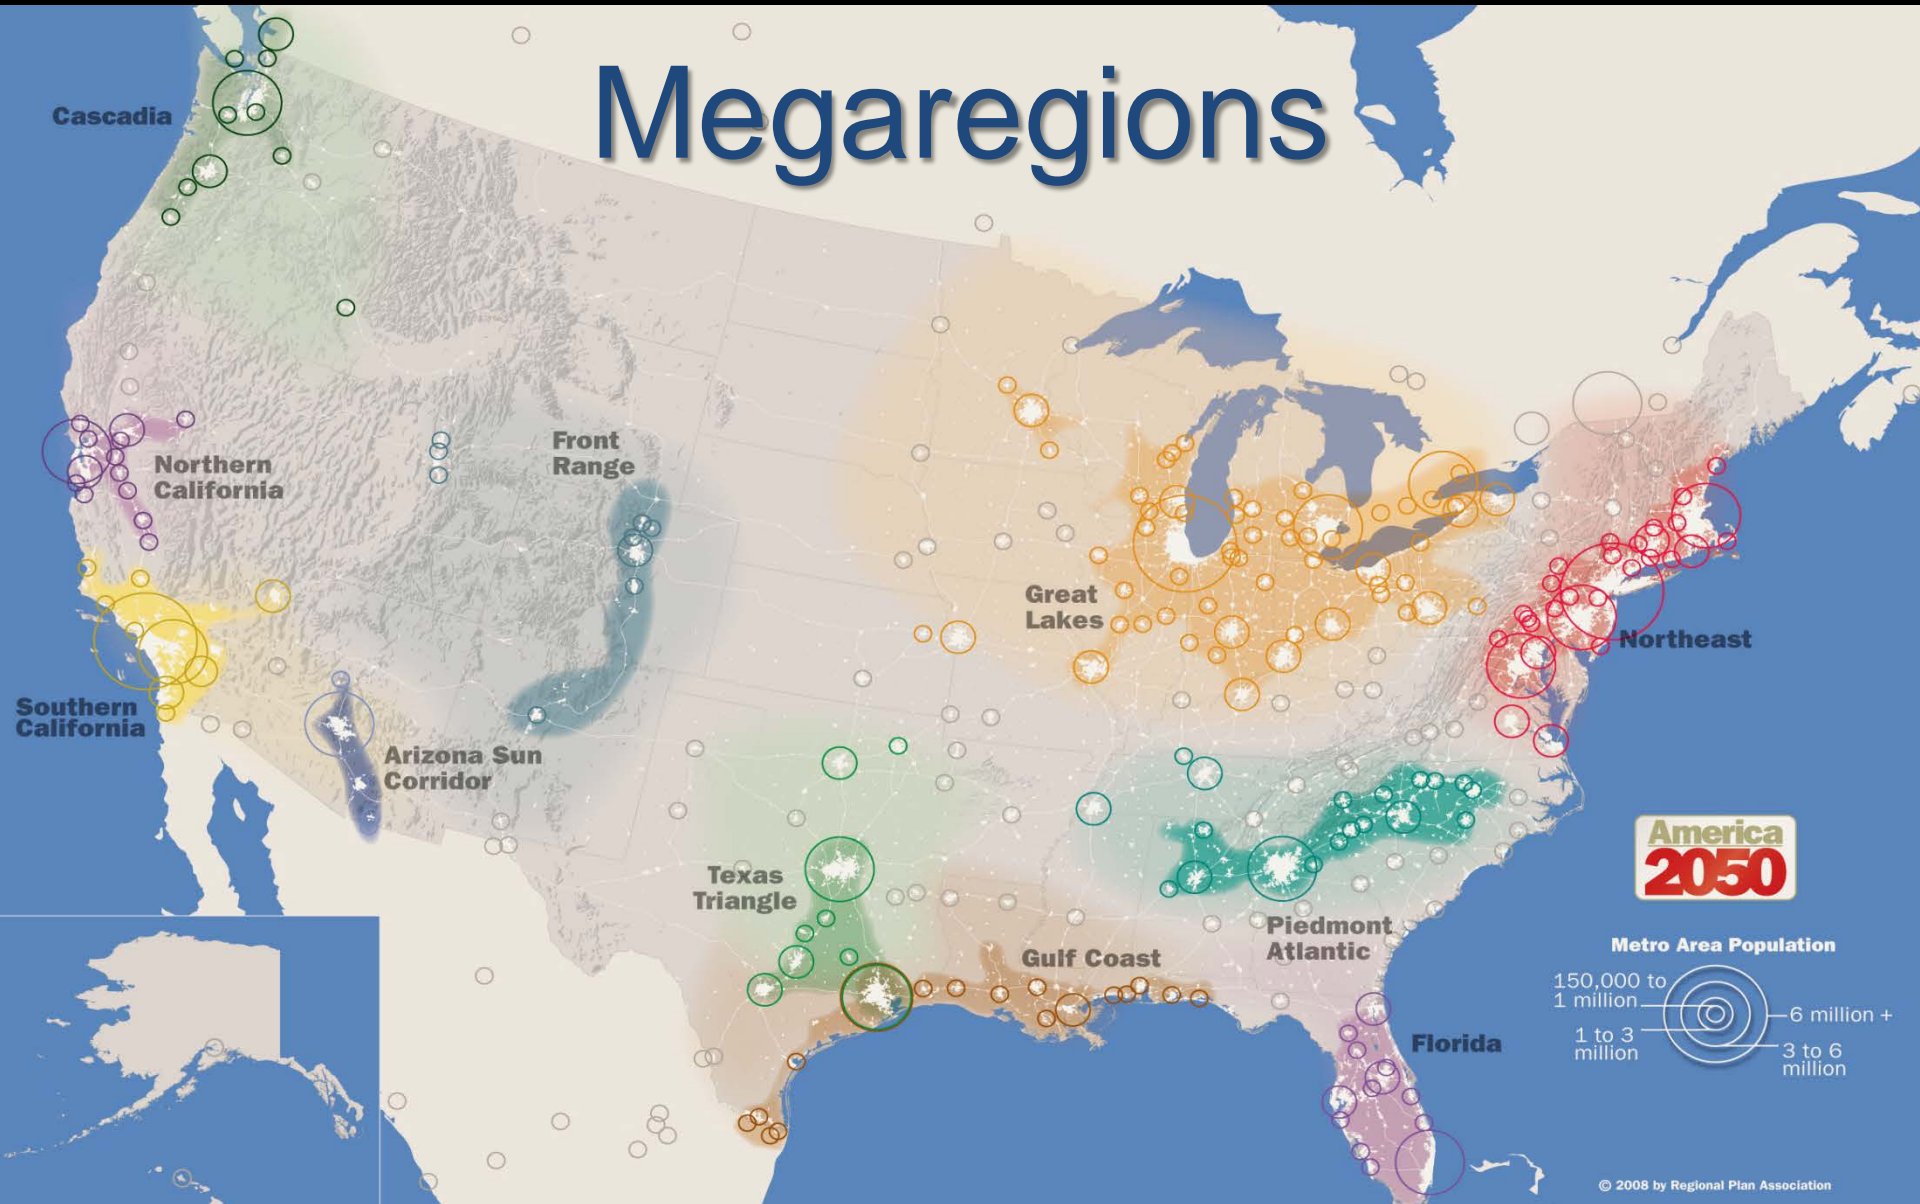 Megaregions
Cascadia
Northern
California
Front
Range
Great
Lakes
Northeast
Southern
California
Arizona Sun
Corridor
Texas
Triangle
Gulf Coast
Piedmont
Atlantic
Florida
America
2050
Metro Area Population
150,000 to
1 million
6 million +
1 to 3
million
3 to 6
million
© 2008 by Regional Plan Association